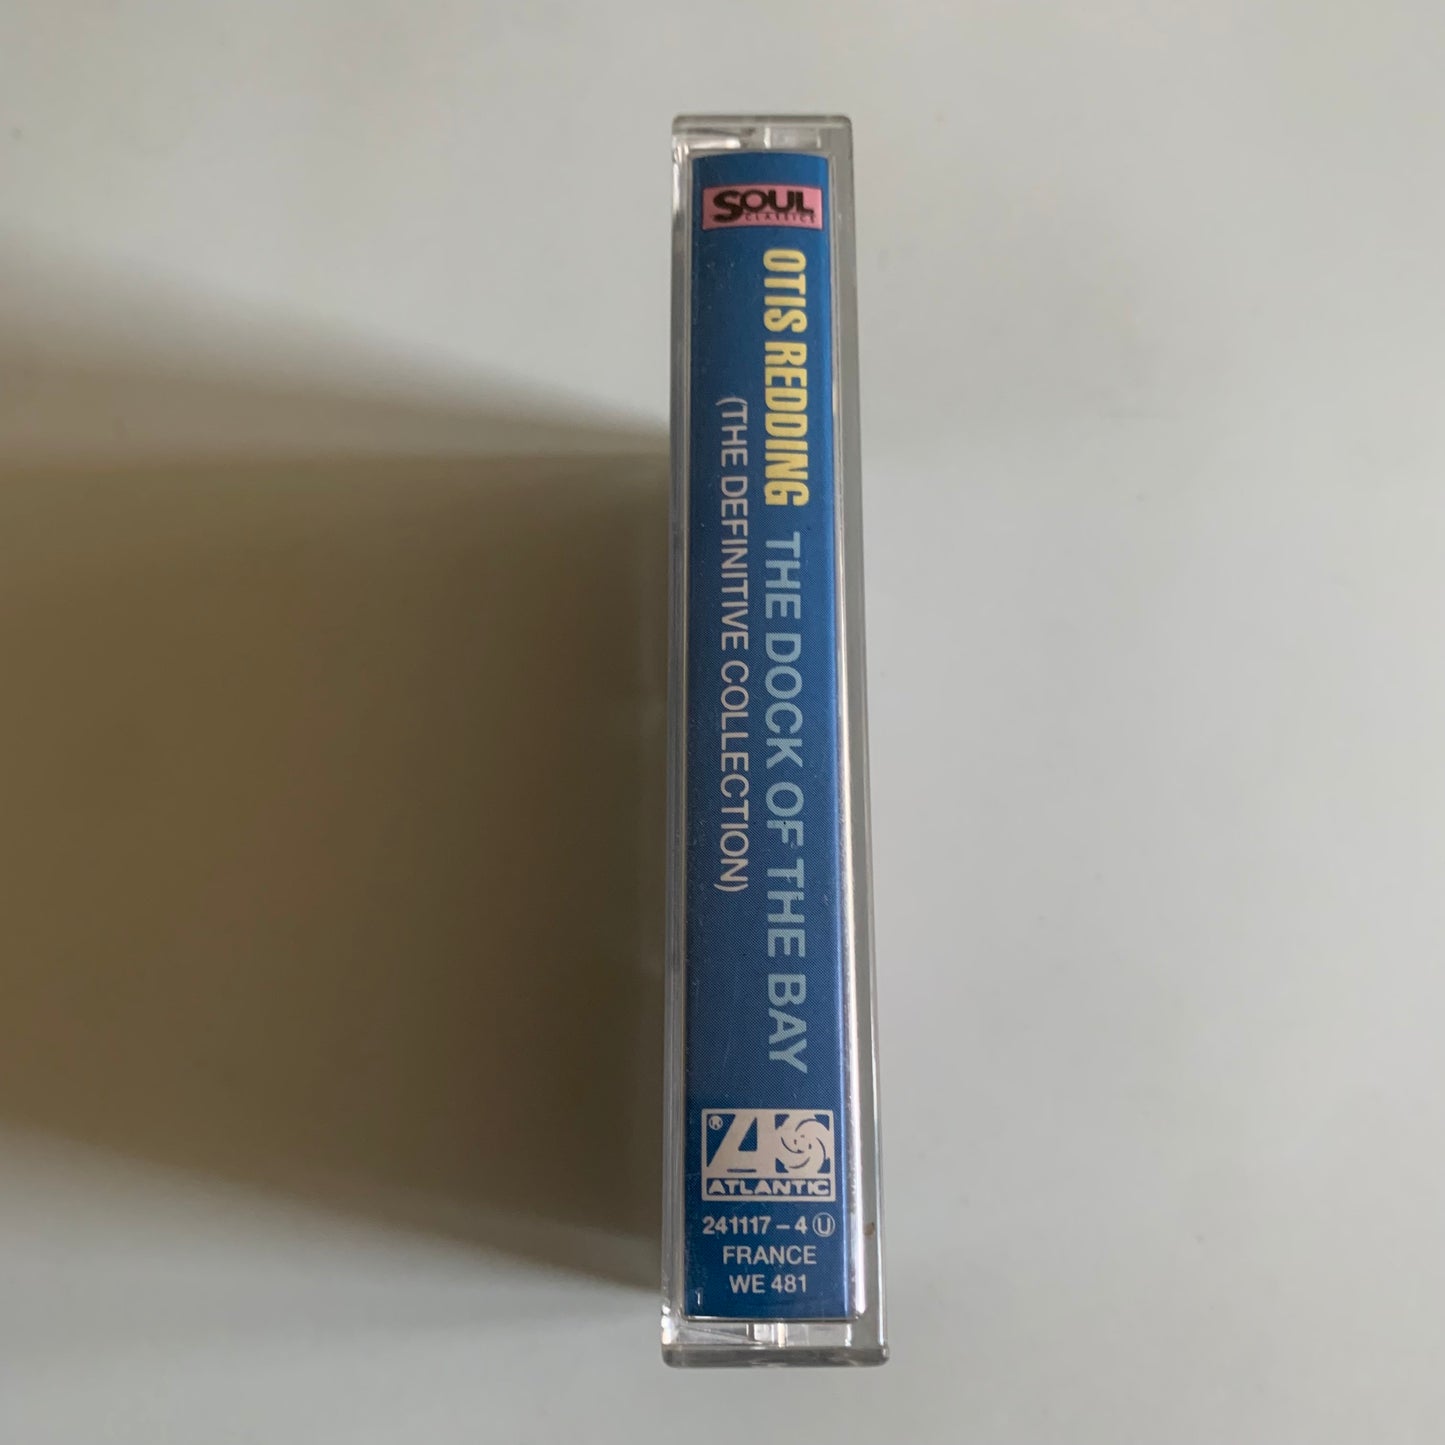 SOUL
CLASSICS
OTIS REDDING THE DOCK OF THE BAY
(THE DEFINITIVE COLLECTION)
®
ATLANTIC
241117 - 4 Ⓤ
FRANCE
WE 481